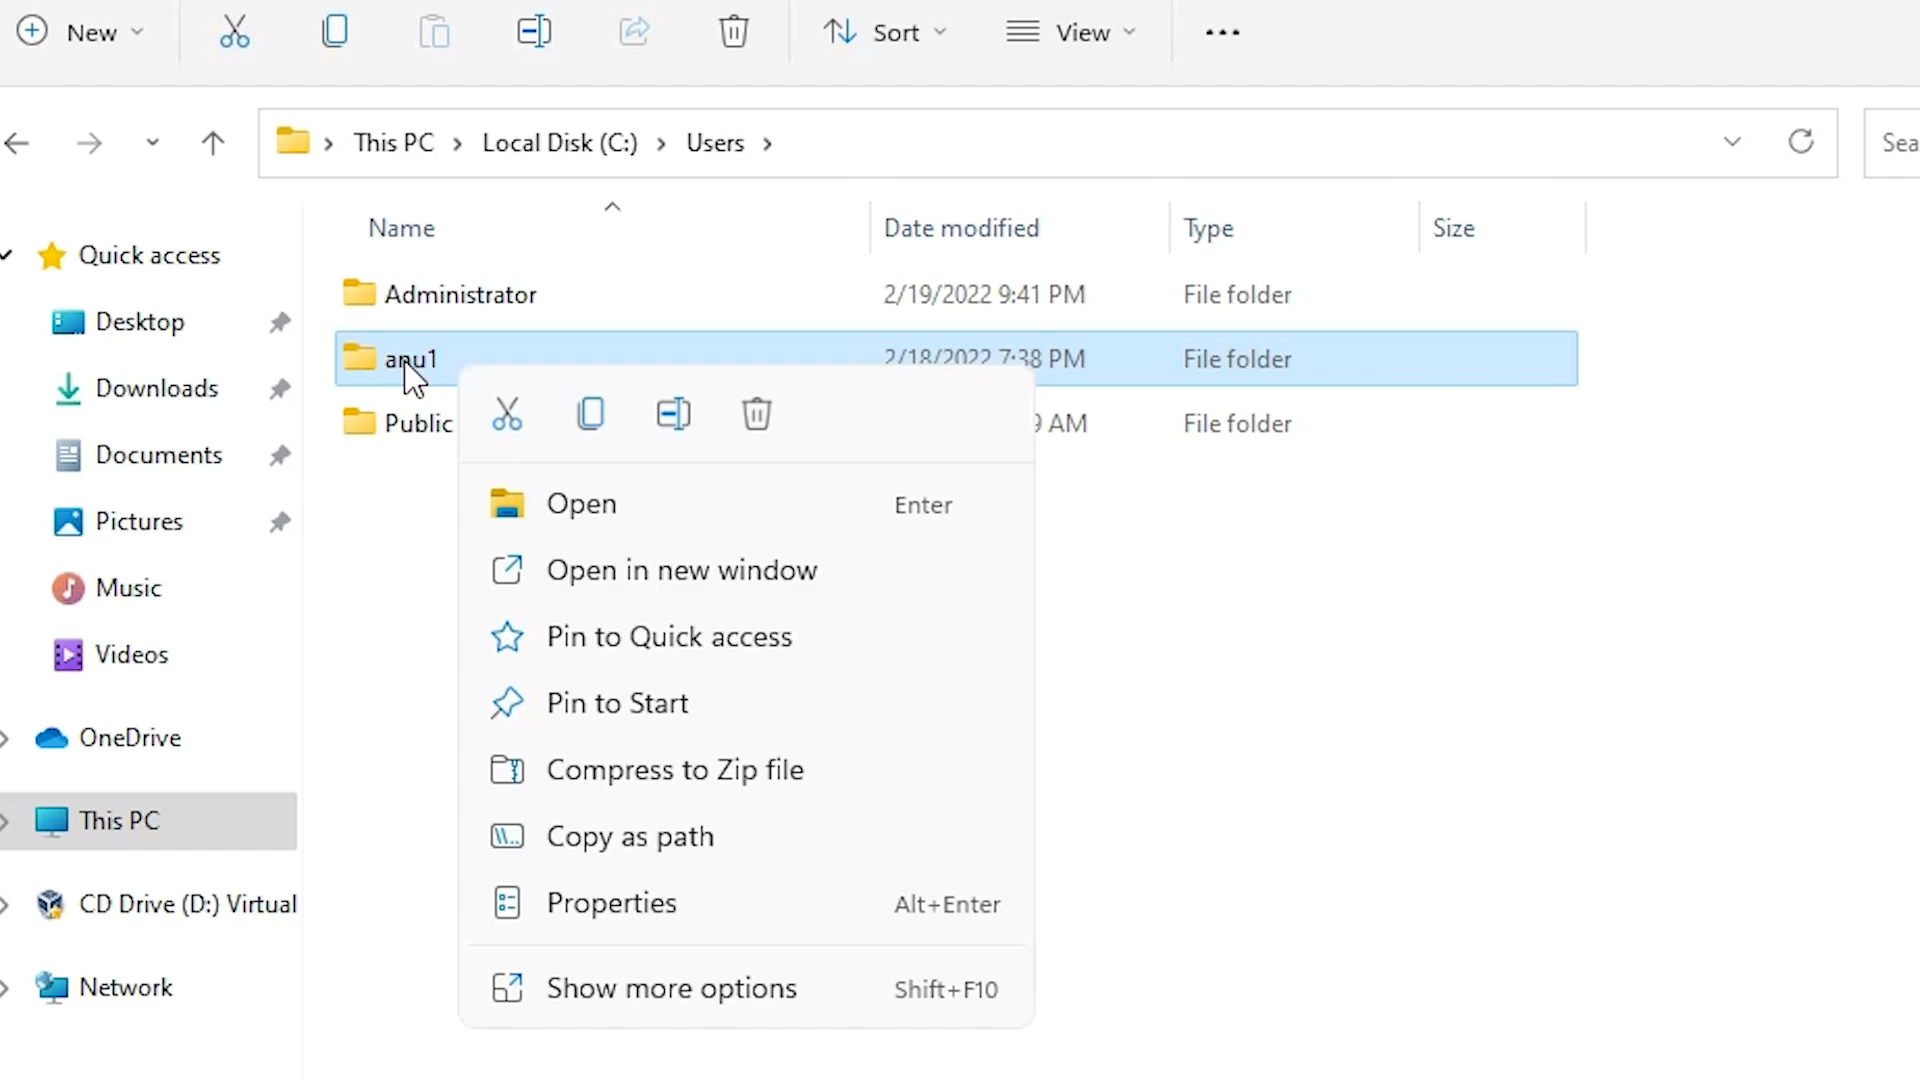 New
Sort
View
This PC
Local Disk (C:)
Users
Sea
Name
Date modified
Type
Size
Administrator
2/19/2022 9:41 PM
File folder
anu1
2/18/2022 7:38 PM
File folder
Public
9 AM
File folder
Quick access
Desktop
Downloads
Documents
Pictures
Music
Videos
OneDrive
This PC
CD Drive (D:) Virtual
Network
Open Enter
Open in new window
Pin to Quick access
Pin to Start
Compress to Zip file
Copy as path
Properties Alt+Enter
Show more options Shift+F10